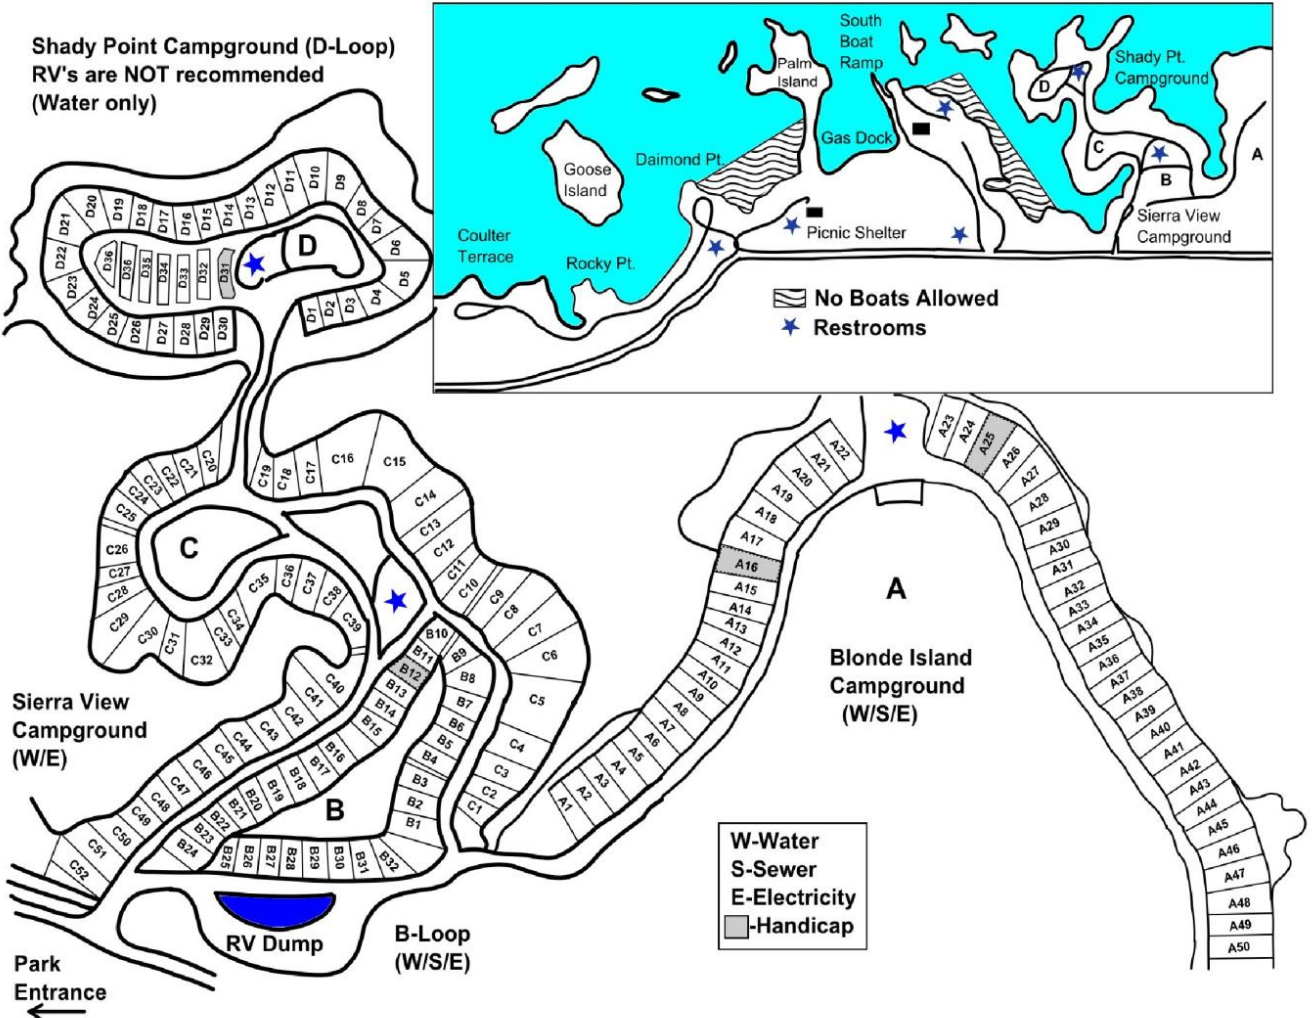 Shady Point Campground (D-Loop)
RV's are NOT recommended
(Water only)
South
Boat
Ramp
Palm
Island
Shady Pt.
Campground
D
Gas Dock
C
A
B
Daimond Pt.
Goose
Island
Sierra View
Campground
Picnic Shelter
Coulter
Terrace
Rocky Pt.
No Boats Allowed
Restrooms
D21
D20
D19
D18
D17
D16
D15
D14
D13
D12
D11
D10
D9
D8
D7
D6
D5
D4
D3
D2
D1
D
D22
D23
D24
D25
D26
D27
D28
D29
D30
D36
D36
D35
D34
D33
D32
D31
C20
C21
C22
C23
C24
C25
C26
C27
C28
C29
C30
C31
C32
C33
C34
C35
C36
C37
C38
C39
C
C19
C18
C17
C16
C15
C14
C13
C12
C11
C10
C9
C8
C7
C6
C5
C4
C3
C2
C1
C40
C41
C42
C43
C44
C45
C46
C47
C48
C49
C50
C51
C52
B10
B11
B12
B13
B14
B15
B16
B17
B18
B19
B20
B21
B22
B23
B24
B9
B8
B7
B6
B5
B4
B3
B2
B1
B
B25
B26
B27
B28
B29
B30
B31
B32
A22
A21
A20
A19
A18
A17
A16
A15
A14
A13
A12
A11
A10
A9
A8
A7
A6
A5
A4
A3
A2
A1
A23
A24
A25
A26
A27
A28
A29
A30
A31
A32
A33
A34
A35
A36
A37
A38
A39
A40
A41
A42
A43
A44
A45
A46
A47
A48
A49
A50
A
Blonde Island
Campground
(W/S/E)
Sierra View
Campground
(W/E)
W-Water
S-Sewer
E-Electricity
-Handicap
RV Dump
B-Loop
(W/S/E)
Park
Entrance